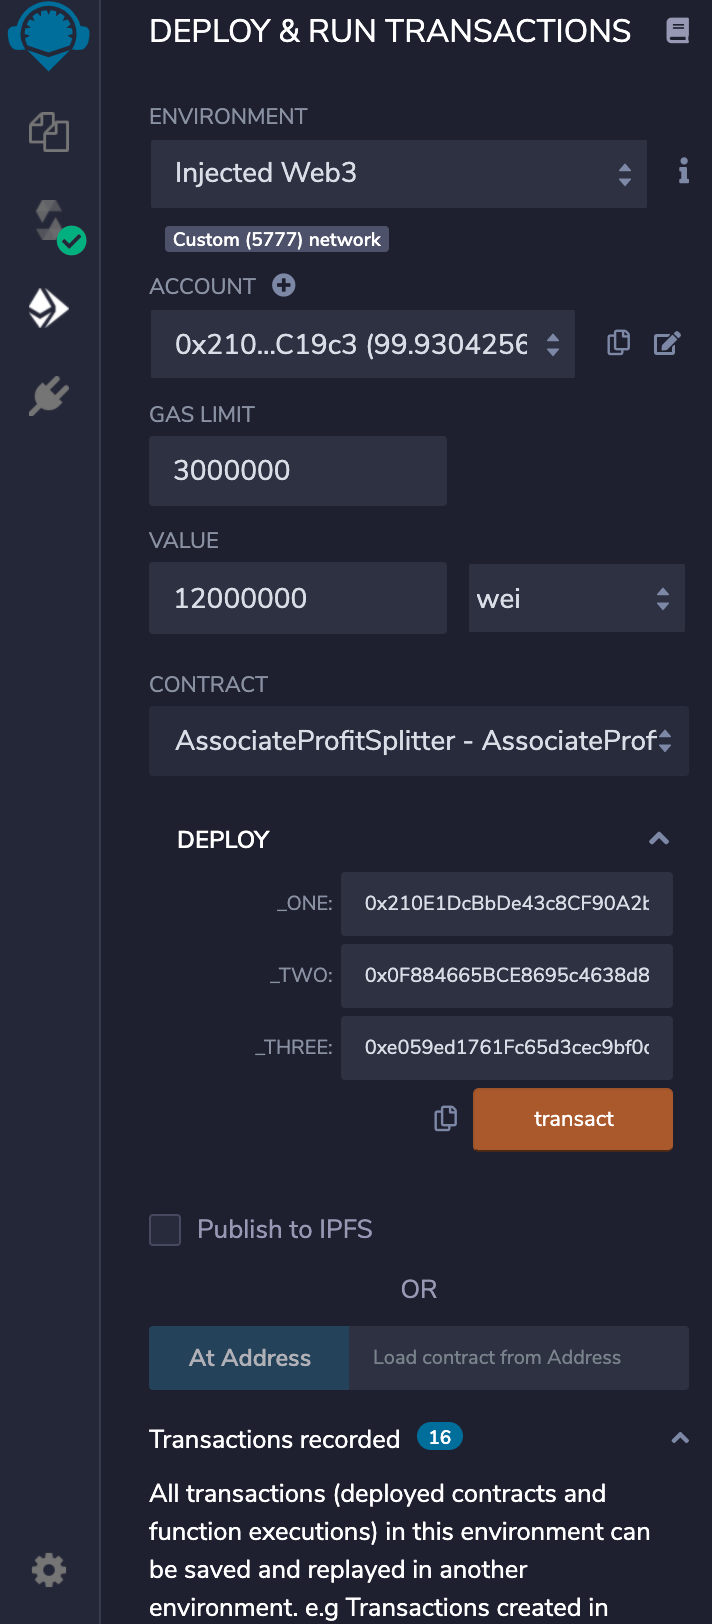 DEPLOY & RUN TRANSACTIONS
ENVIRONMENT
Injected Web3
Custom (5777) network
ACCOUNT
0x210...C19c3 (99.9304256
GAS LIMIT
3000000
VALUE
12000000 wei
CONTRACT
AssociateProfitSplitter - AssociateProf
DEPLOY
_ONE: 0x210E1DcBbDe43c8CF90A2b
_TWO: 0x0F884665BCE8695c4638d8
_THREE: 0xe059ed1761Fc65d3cec9bf0c
transact
Publish to IPFS
OR
At Address Load contract from Address
Transactions recorded 16
All transactions (deployed contracts and
function executions) in this environment can
be saved and replayed in another
environment. e.g Transactions created in